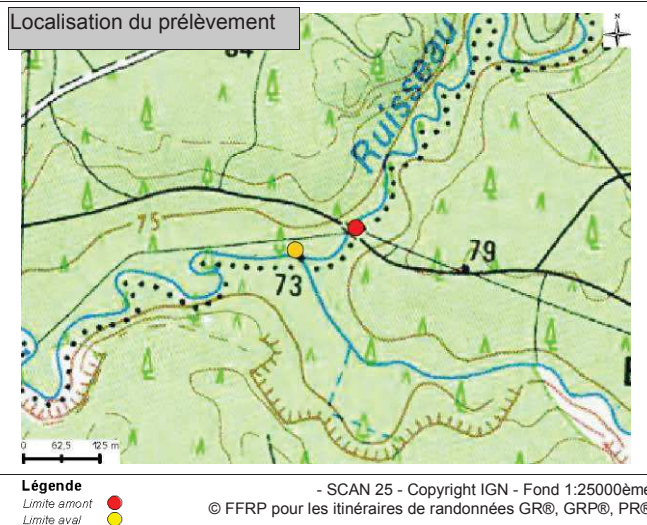 Localisation du prélèvement
N
Ruisseau
75
79
73
0 62,5 125 m
Légende
Limite amont
Limite aval
- SCAN 25 - Copyright IGN - Fond 1:25000ème
© FFRP pour les itinéraires de randonnées GR®, GRP®, PR®